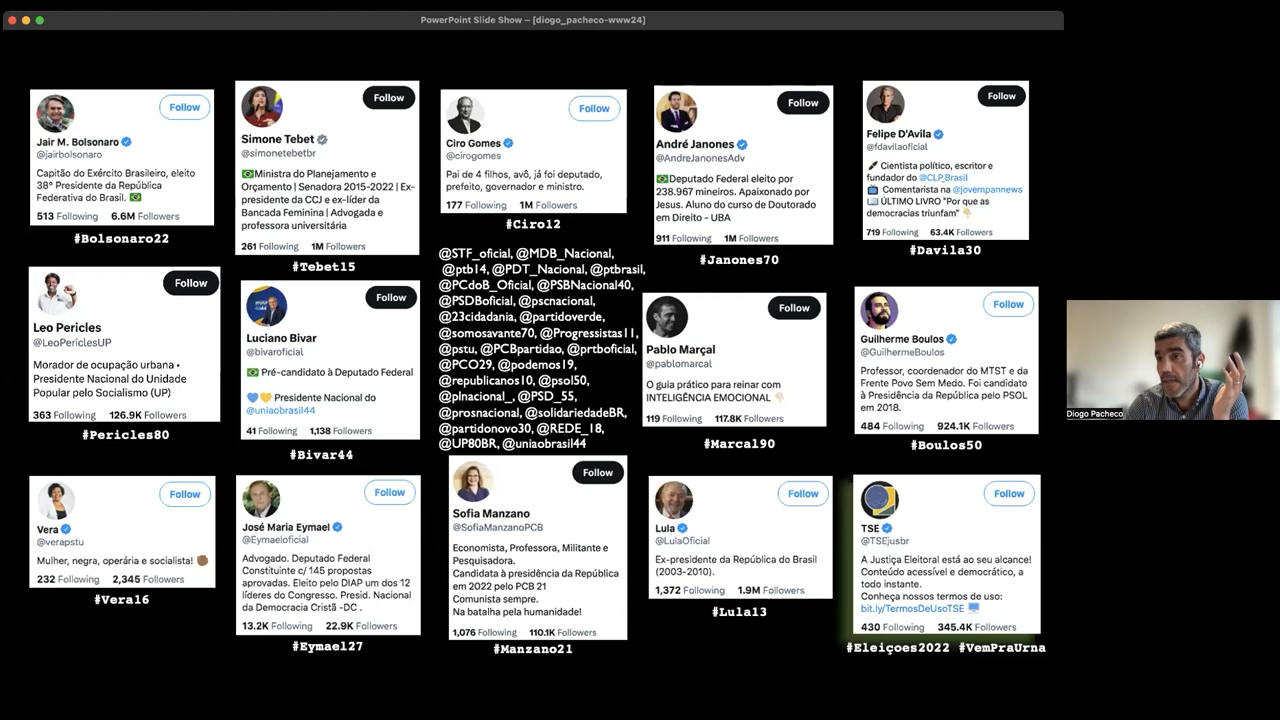 PowerPoint Slide Show – [diogo_pacheco-www24]
Follow
Jair M. Bolsonaro
@jairbolsonaro
Capitão do Exército Brasileiro, eleito
38º Presidente da República
Federativa do Brasil. 🇧🇷
513 Following 6.6M Followers
#Bolsonaro22
Follow
Simone Tebet
@simonetebetbr
🇧🇷Ministra do Planejamento e
Orçamento | Senadora 2015-2022 | Ex-
presidente da CCJ e ex-líder da
Bancada Feminina | Advogada e
professora universitária
261 Following 1M Followers
#Tebet15
Follow
Ciro Gomes
@cirogomes
Pai de 4 filhos, avô, já foi deputado,
prefeito, governador e ministro.
177 Following 1M Followers
#Ciro12
Follow
André Janones
@AndreJanonesAdv
🇧🇷Deputado Federal eleito por
238.967 mineiros. Apaixonado por
Jesus. Aluno do curso de Doutorado
em Direito - UBA
911 Following 1M Followers
#Janones70
Follow
Felipe D'Avila
@fdavilaoficial
🖋 Cientista político, escritor e
fundador do @CLP_Brasil
📺 Comentarista na @jovempannews
📖 ÚLTIMO LIVRO "Por que as
democracias triunfam" 👇🏻
719 Following 63.4K Followers
#Davila30
Follow
Leo Pericles
@LeoPericlesUP
Morador de ocupação urbana •
Presidente Nacional do Unidade
Popular pelo Socialismo (UP)
363 Following 126.9K Followers
#Pericles80
Follow
Luciano Bivar
@bivaroficial
🇧🇷 Pré-candidato à Deputado Federal
💙💛 Presidente Nacional do
@uniaobrasil44
41 Following 1,138 Followers
#Bivar44
@STF_oficial, @MDB_Nacional,
@ptb14, @PDT_Nacional, @ptbrasil,
@PCdoB_Oficial, @PSBNacional40,
@PSDBoficial, @pscnacional,
@23cidadania, @partidoverde,
@somosavante70, @Progressistas11,
@pstu, @PCBpartidao, @prtboficial,
@PCO29, @podemos19,
@republicanos10, @psol50,
@plnacional_, @PSD_55,
@prosnacional, @solidariedadeBR,
@partidonovo30, @REDE_18,
@UP80BR, @uniaobrasil44
Follow
Pablo Marçal
@pablomarcal
O guia prático para reinar com
INTELIGÊNCIA EMOCIONAL 👇🏻
119 Following 117.8K Followers
#Marcal90
Follow
Guilherme Boulos
@GuilhermeBoulos
Professor, coordenador do MTST e da
Frente Povo Sem Medo. Foi candidato
à Presidência da República pelo PSOL
em 2018.
484 Following 924.1K Followers
#Boulos50
Diogo Pacheco
Follow
Vera
@verapstu
Mulher, negra, operária e socialista! ✊🏾
232 Following 2,345 Followers
#Vera16
Follow
José Maria Eymael
@Eymaeloficial
Advogado. Deputado Federal
Constituinte c/ 145 propostas
aprovadas. Eleito pelo DIAP um dos 12
líderes do Congresso. Presid. Nacional
da Democracia Cristã -DC .
13.2K Following 22.9K Followers
#Eymael27
Follow
Sofia Manzano
@SofiaManzanoPCB
Economista, Professora, Militante e
Pesquisadora.
Candidata à presidência da República
em 2022 pelo PCB 21
Comunista sempre.
Na batalha pela humanidade!
1,076 Following 110.1K Followers
#Manzano21
Follow
Lula
@LulaOficial
Ex-presidente da República do Brasil
(2003-2010).
1,372 Following 1.9M Followers
#Lula13
Follow
TSE
@TSEjusbr
A Justiça Eleitoral está ao seu alcance!
Conteúdo acessível e democrático, a
todo instante.
Conheça nossos termos de uso:
bit.ly/TermosDeUsoTSE 🖥
430 Following 345.4K Followers
#Eleiçoes2022 #VemPraUrna